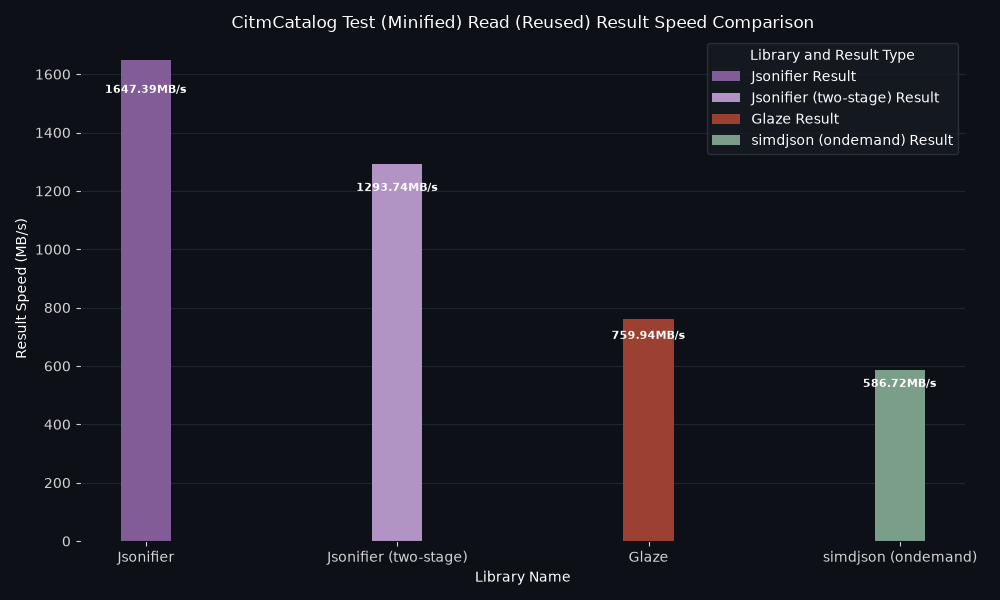 CitmCatalog Test (Minified) Read (Reused) Result Speed Comparison
Library and Result Type
Jsonifier Result
Jsonifier (two-stage) Result
Glaze Result
simdjson (ondemand) Result
Result Speed (MB/s)
1600
1400
1200
1000
800
600
400
200
0
1647.39MB/s
1293.74MB/s
759.94MB/s
586.72MB/s
Jsonifier
Jsonifier (two-stage)
Glaze
simdjson (ondemand)
Library Name